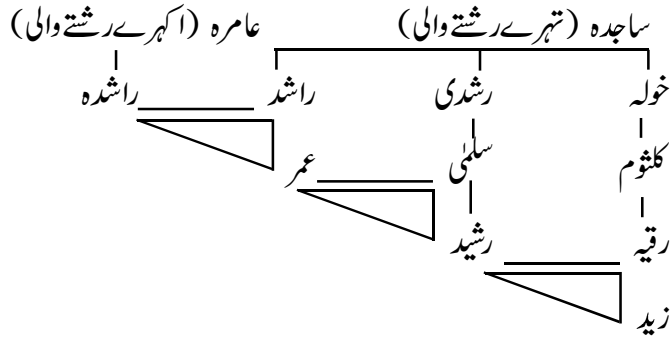 ساجدہ (تہرے رشتے والی) عامرہ (اکہرے رشتے والی)
خولہ رشدی راشد راشدہ
کلثوم سلمٰی عمر
رقیہ رشید
زید